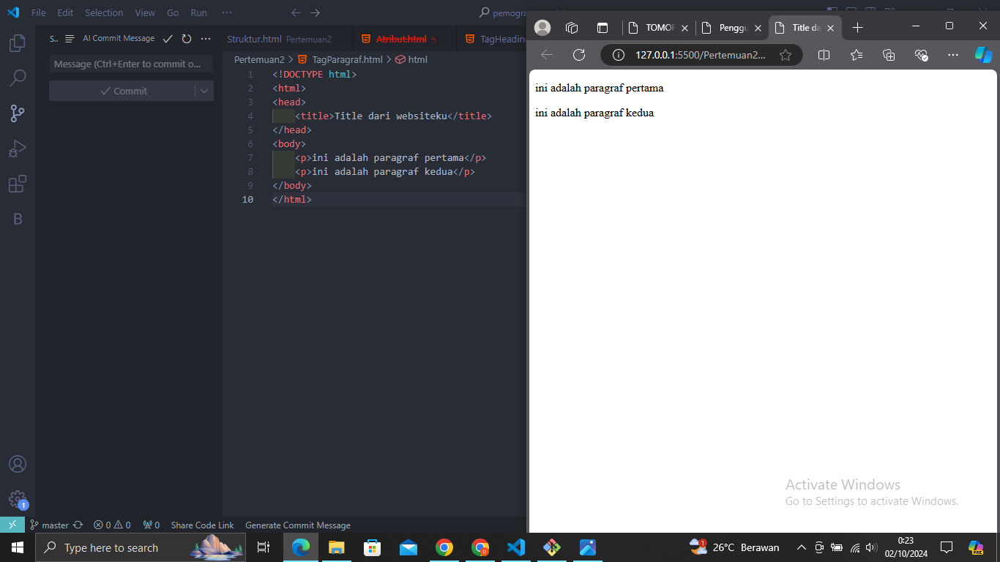 File Edit Selection View Go Run ···
pemogra
S.. AI Commit Message
Message (Ctrl+Enter to commit o...
Commit
B
1
Struktur.html Pertemuan2
Atribut.html
TagHeading
Pertemuan2 > TagParagraf.html > html
1 <!DOCTYPE html>
2 <html>
3 <head>
4 <title>Title dari websiteku</title>
5 </head>
6 <body>
7 <p>ini adalah paragraf pertama</p>
8 <p>ini adalah paragraf kedua</p>
9 </body>
10 </html>
master 0 0 0 Share Code Link Generate Commit Message
TOMOR Penggu Title da
127.0.0.1:5500/Pertemuan2...
ini adalah paragraf pertama
ini adalah paragraf kedua
Activate Windows
Go to Settings to activate Windows.
Type here to search
1
26°C Berawan
0:23
02/10/2024
PRE